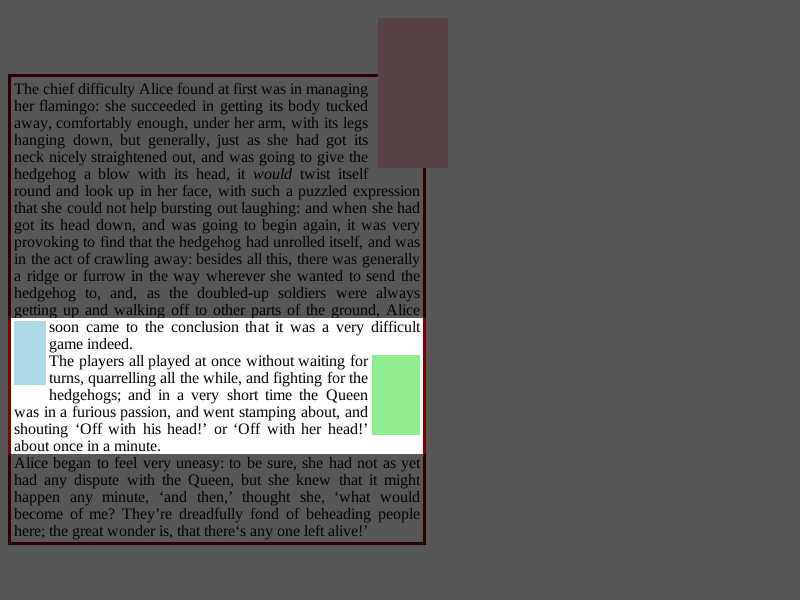 The chief difficulty Alice found at first was in managing
her flamingo: she succeeded in getting its body tucked
away, comfortably enough, under her arm, with its legs
hanging down, but generally, just as she had got its
neck nicely straightened out, and was going to give the
hedgehog a blow with its head, it would twist itself
round and look up in her face, with such a puzzled expression
that she could not help bursting out laughing: and when she had
got its head down, and was going to begin again, it was very
provoking to find that the hedgehog had unrolled itself, and was
in the act of crawling away: besides all this, there was generally
a ridge or furrow in the way wherever she wanted to send the
hedgehog to, and, as the doubled-up soldiers were always
getting up and walking off to other parts of the ground, Alice
soon came to the conclusion that it was a very difficult
game indeed.
The players all played at once without waiting for
turns, quarrelling all the while, and fighting for the
hedgehogs; and in a very short time the Queen
was in a furious passion, and went stamping about, and
shouting ‘Off with his head!’ or ‘Off with her head!’
about once in a minute.
Alice began to feel very uneasy: to be sure, she had not as yet
had any dispute with the Queen, but she knew that it might
happen any minute, ‘and then,’ thought she, ‘what would
become of me? They’re dreadfully fond of beheading people
here; the great wonder is, that there‘s any one left alive!’